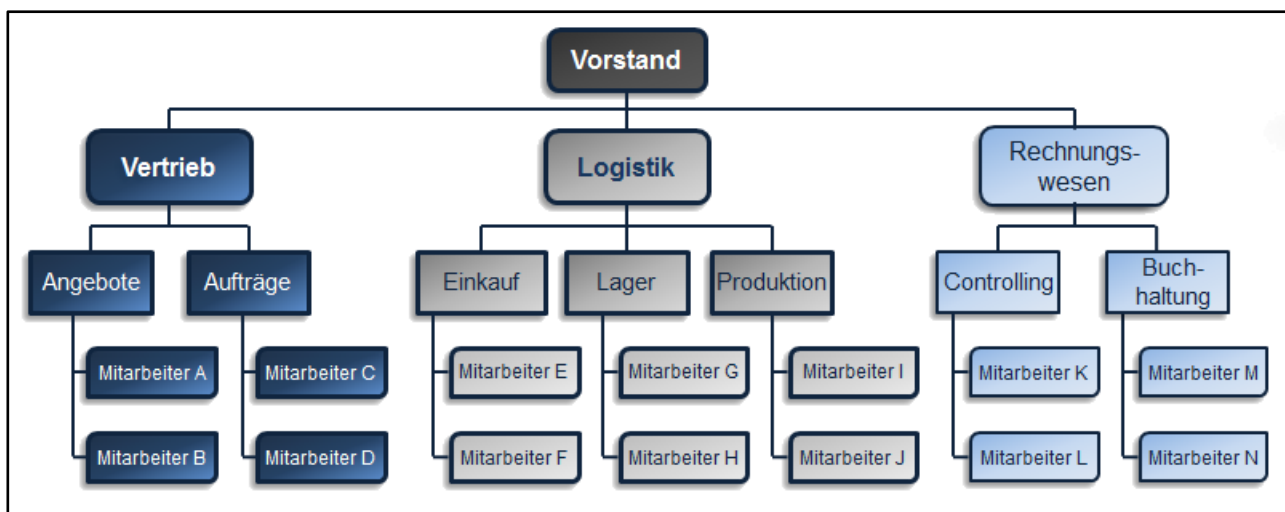 Vorstand
Vertrieb
Logistik
Rechnungs-
wesen
Angebote
Aufträge
Einkauf
Lager
Produktion
Controlling
Buch-
haltung
Mitarbeiter A
Mitarbeiter C
Mitarbeiter E
Mitarbeiter G
Mitarbeiter I
Mitarbeiter K
Mitarbeiter M
Mitarbeiter B
Mitarbeiter D
Mitarbeiter F
Mitarbeiter H
Mitarbeiter J
Mitarbeiter L
Mitarbeiter N